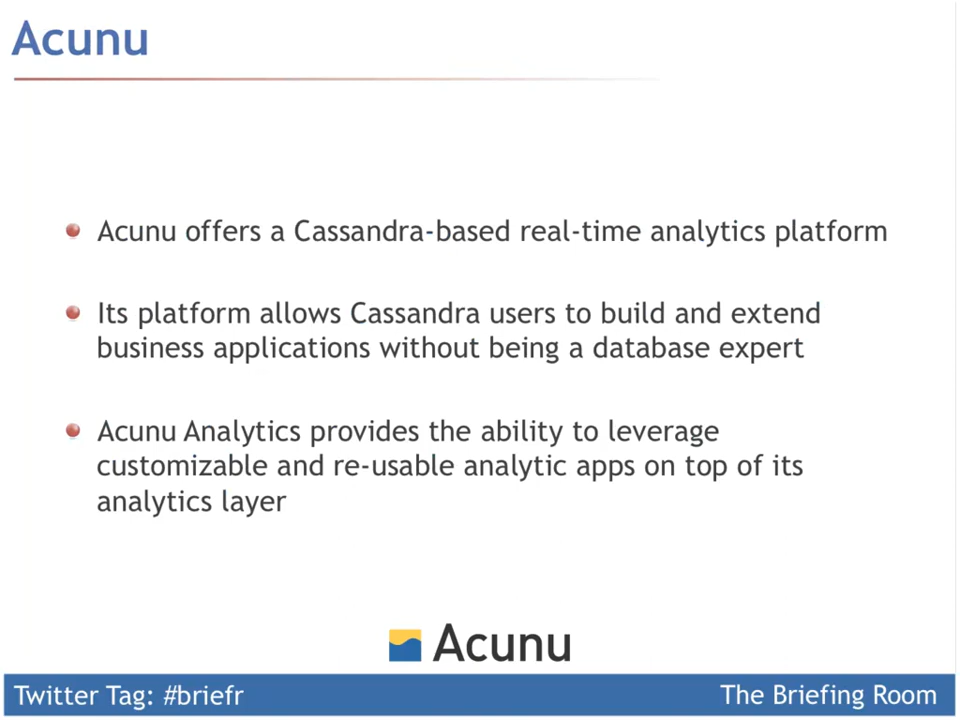 Acunu
Acunu offers a Cassandra-based real-time analytics platform
Its platform allows Cassandra users to build and extend
business applications without being a database expert
Acunu Analytics provides the ability to leverage
customizable and re-usable analytic apps on top of its
analytics layer
Acunu
Twitter Tag: #briefr
The Briefing Room